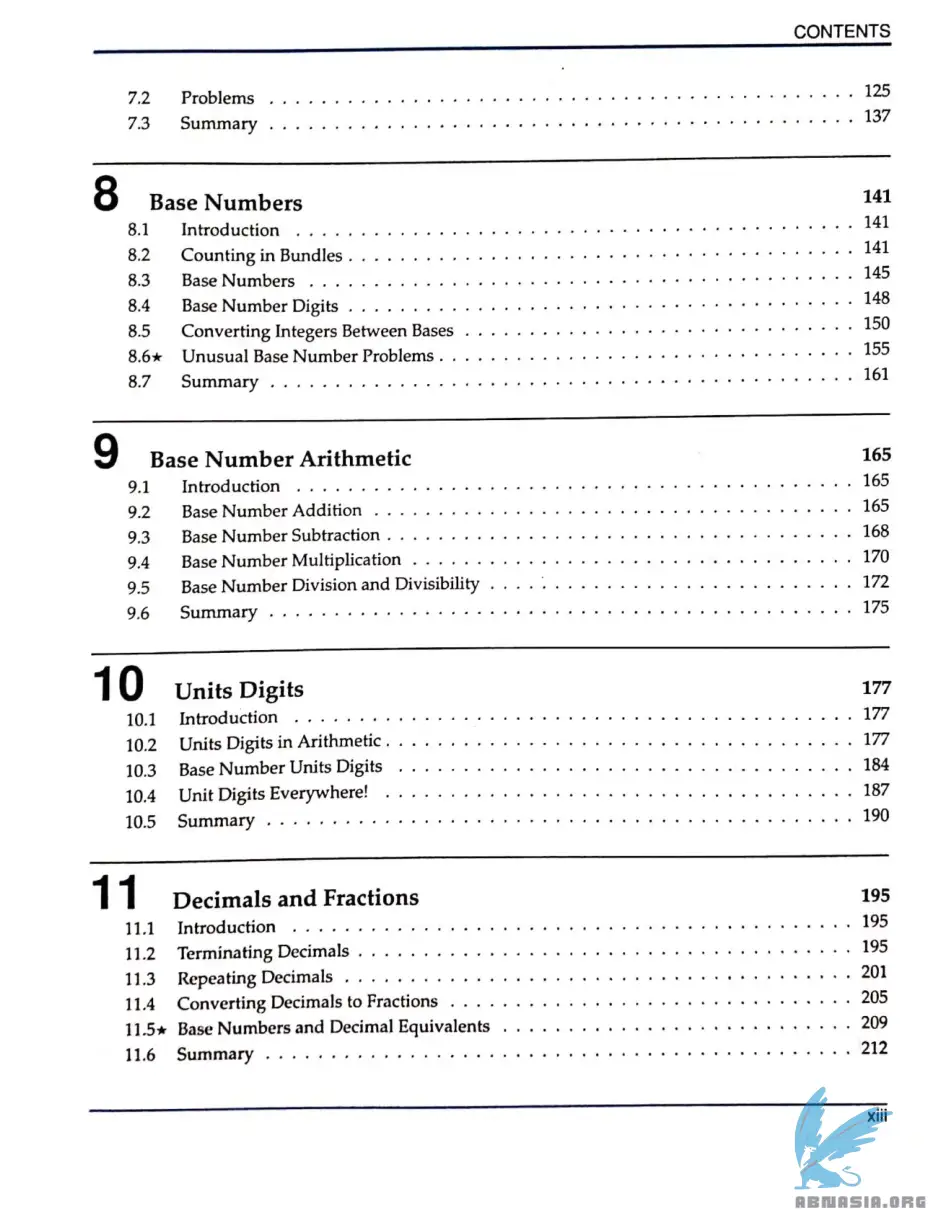 CONTENTS
7.2 Problems . . . . . . . . . . . . . . . . . . . . . . . . . . . . . . . . . . . . . . . . . . . . . 125
7.3 Summary . . . . . . . . . . . . . . . . . . . . . . . . . . . . . . . . . . . . . . . . . . . . . 137
8 Base Numbers 141
8.1 Introduction . . . . . . . . . . . . . . . . . . . . . . . . . . . . . . . . . . . . . . . . . . . 141
8.2 Counting in Bundles . . . . . . . . . . . . . . . . . . . . . . . . . . . . . . . . . . . . . . . 141
8.3 Base Numbers . . . . . . . . . . . . . . . . . . . . . . . . . . . . . . . . . . . . . . . . . . 145
8.4 Base Number Digits . . . . . . . . . . . . . . . . . . . . . . . . . . . . . . . . . . . . . . . 148
8.5 Converting Integers Between Bases . . . . . . . . . . . . . . . . . . . . . . . . . . . . . . 150
8.6★ Unusual Base Number Problems . . . . . . . . . . . . . . . . . . . . . . . . . . . . . . . . 155
8.7 Summary . . . . . . . . . . . . . . . . . . . . . . . . . . . . . . . . . . . . . . . . . . . . . 161
9 Base Number Arithmetic 165
9.1 Introduction . . . . . . . . . . . . . . . . . . . . . . . . . . . . . . . . . . . . . . . . . . . 165
9.2 Base Number Addition . . . . . . . . . . . . . . . . . . . . . . . . . . . . . . . . . . . . . 165
9.3 Base Number Subtraction . . . . . . . . . . . . . . . . . . . . . . . . . . . . . . . . . . . . 168
9.4 Base Number Multiplication . . . . . . . . . . . . . . . . . . . . . . . . . . . . . . . . . . 170
9.5 Base Number Division and Divisibility . . . . . . . . . . . . . . . . . . . . . . . . . . . . 172
9.6 Summary . . . . . . . . . . . . . . . . . . . . . . . . . . . . . . . . . . . . . . . . . . . . . 175
10 Units Digits 177
10.1 Introduction . . . . . . . . . . . . . . . . . . . . . . . . . . . . . . . . . . . . . . . . . . . 177
10.2 Units Digits in Arithmetic . . . . . . . . . . . . . . . . . . . . . . . . . . . . . . . . . . . . 177
10.3 Base Number Units Digits . . . . . . . . . . . . . . . . . . . . . . . . . . . . . . . . . . . 184
10.4 Unit Digits Everywhere! . . . . . . . . . . . . . . . . . . . . . . . . . . . . . . . . . . . . 187
10.5 Summary . . . . . . . . . . . . . . . . . . . . . . . . . . . . . . . . . . . . . . . . . . . . . 190
11 Decimals and Fractions 195
11.1 Introduction . . . . . . . . . . . . . . . . . . . . . . . . . . . . . . . . . . . . . . . . . . . 195
11.2 Terminating Decimals . . . . . . . . . . . . . . . . . . . . . . . . . . . . . . . . . . . . . . 195
11.3 Repeating Decimals . . . . . . . . . . . . . . . . . . . . . . . . . . . . . . . . . . . . . . . 201
11.4 Converting Decimals to Fractions . . . . . . . . . . . . . . . . . . . . . . . . . . . . . . . 205
11.5★ Base Numbers and Decimal Equivalents . . . . . . . . . . . . . . . . . . . . . . . . . . . 209
11.6 Summary . . . . . . . . . . . . . . . . . . . . . . . . . . . . . . . . . . . . . . . . . . . . . 212
xiii
ABNASIA.ORG